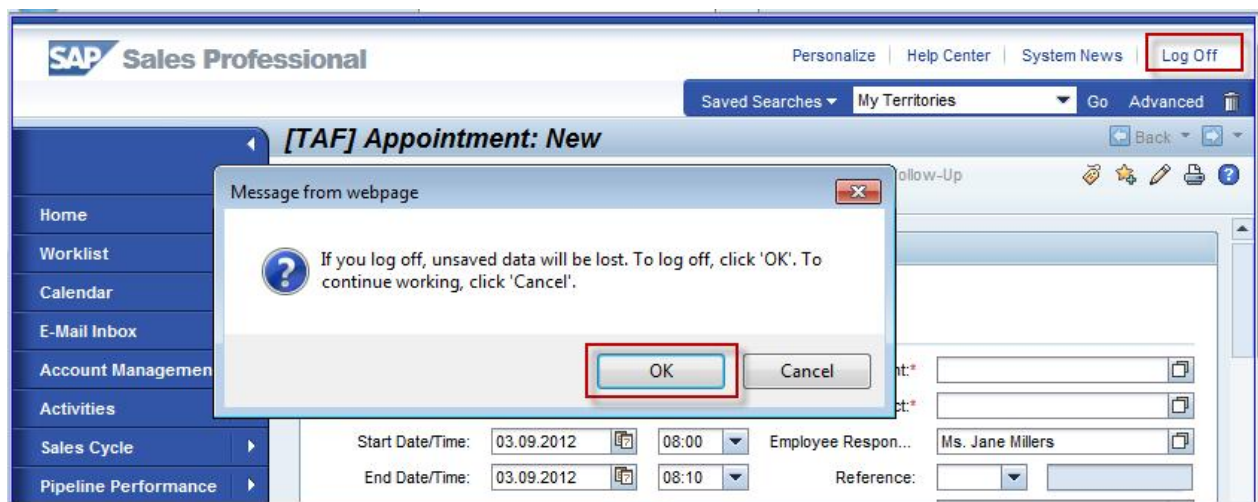 SAP Sales Professional
Personalize | Help Center | System News | Log Off
Saved Searches My Territories Go Advanced
[TAF] Appointment: New
Back
ollow-Up
Message from webpage
If you log off, unsaved data will be lost. To log off, click 'OK'. To
continue working, click 'Cancel'.
OK Cancel
Home
Worklist
Calendar
E-Mail Inbox
Account Managemen
Activities
Sales Cycle
Pipeline Performance
nt:*
ct:*
Start Date/Time: 03.09.2012 08:00 Employee Respon... Ms. Jane Millers
End Date/Time: 03.09.2012 08:10 Reference: